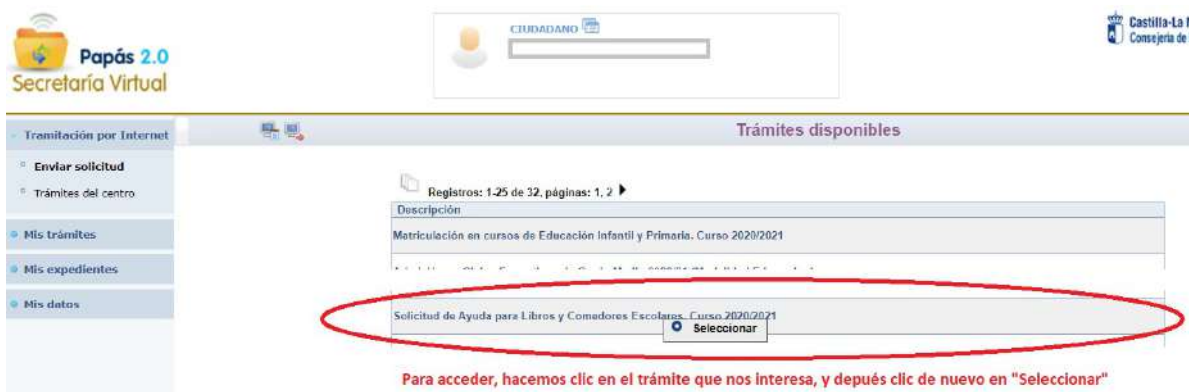 Papás 2.0
Secretaría Virtual
CIUDADANO
Castilla-La
Consejería de
Tramitación por Internet
Trámites disponibles
Enviar solicitud
Trámites del centro
Mis trámites
Mis expedientes
Mis datos
Registros: 1-25 de 32, páginas: 1, 2
Descripción
Matriculación en cursos de Educación Infantil y Primaria. Curso 2020/2021
Solicitud de Ayuda para Libros y Comedores Escolares. Curso 2020/2021
Seleccionar
Para acceder, hacemos clic en el trámite que nos interesa, y depués clic de nuevo en "Seleccionar"